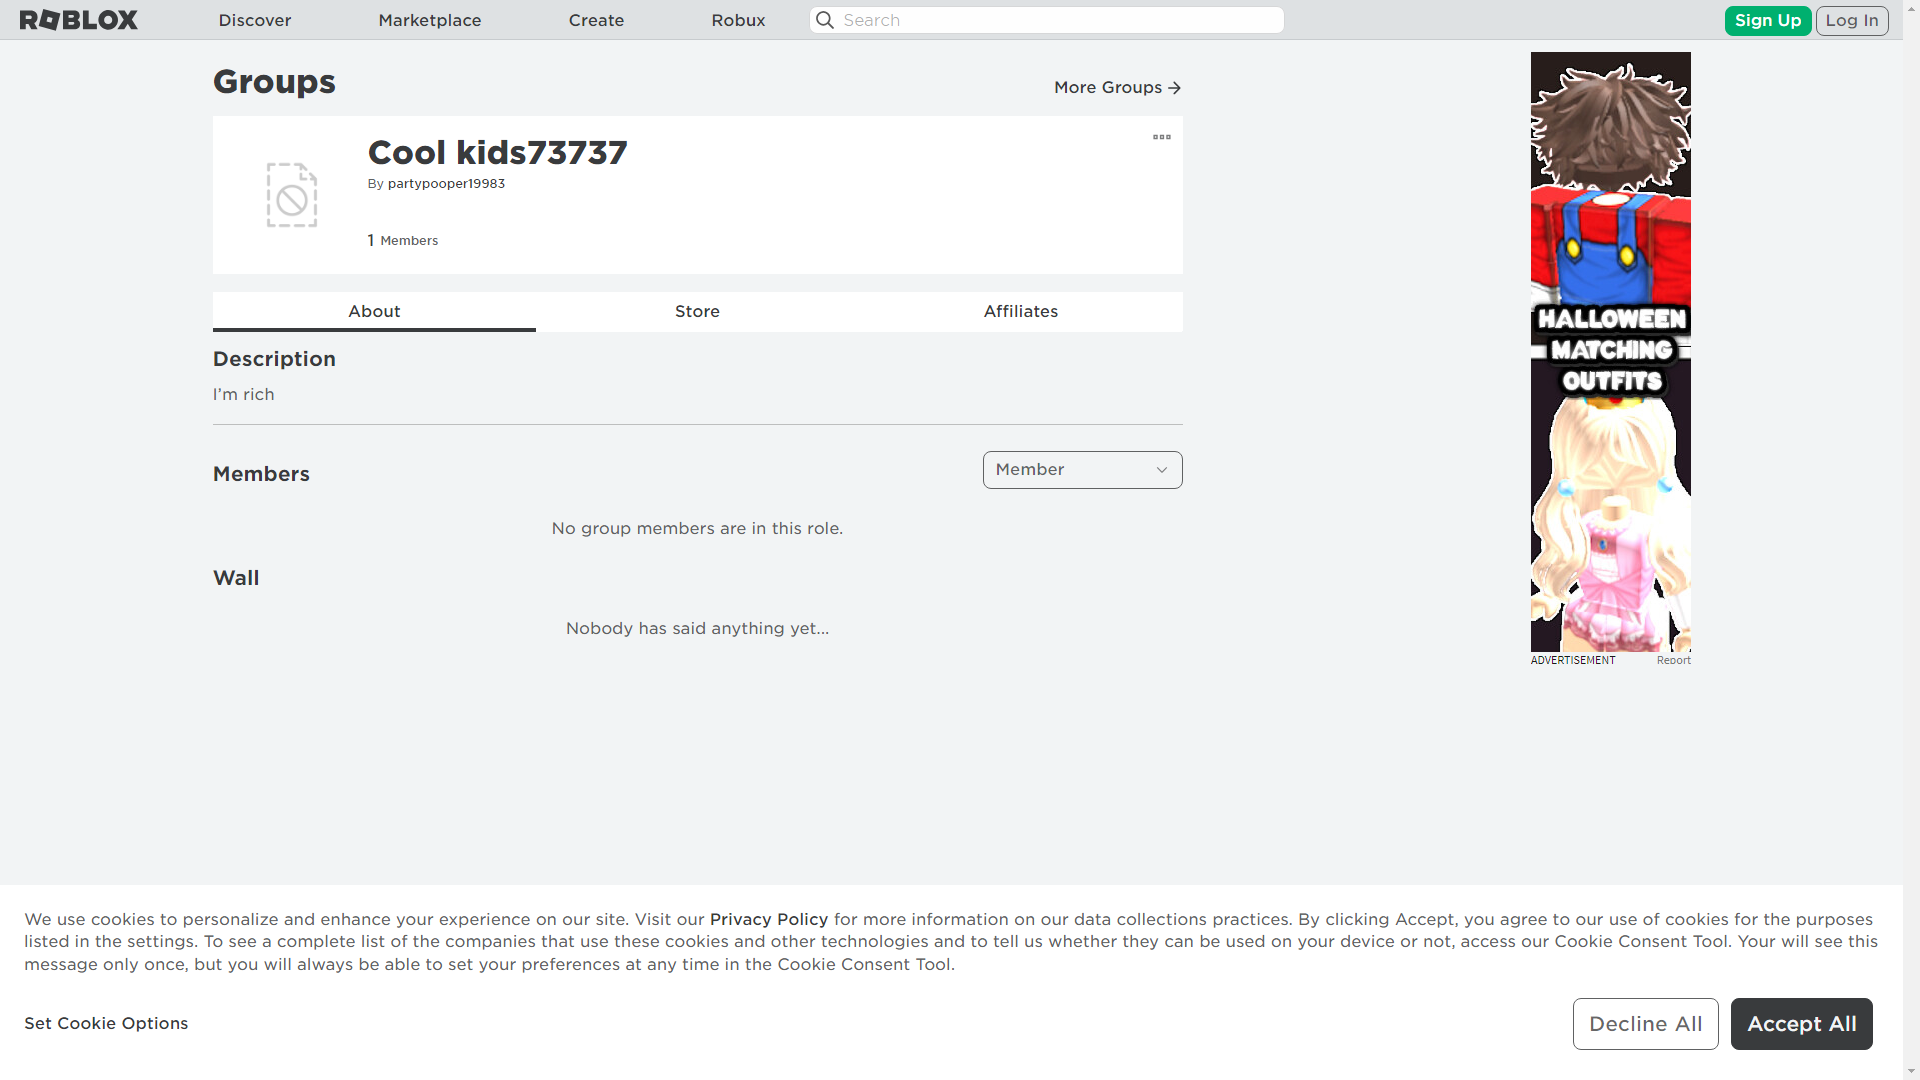 ROBLOX Discover Marketplace Create Robux Search Sign Up Log In
Groups
More Groups
Cool kids73737
By partypooper19983
1 Members
About Store Affiliates
Description
I’m rich
Members
Member
No group members are in this role.
Wall
Nobody has said anything yet...
HALLOWEEN
MATCHING
OUTFITS
ADVERTISEMENT Report
We use cookies to personalize and enhance your experience on our site. Visit our Privacy Policy for more information on our data collections practices. By clicking Accept, you agree to our use of cookies for the purposes
listed in the settings. To see a complete list of the companies that use these cookies and other technologies and to tell us whether they can be used on your device or not, access our Cookie Consent Tool. Your will see this
message only once, but you will always be able to set your preferences at any time in the Cookie Consent Tool.
Set Cookie Options
Decline All
Accept All